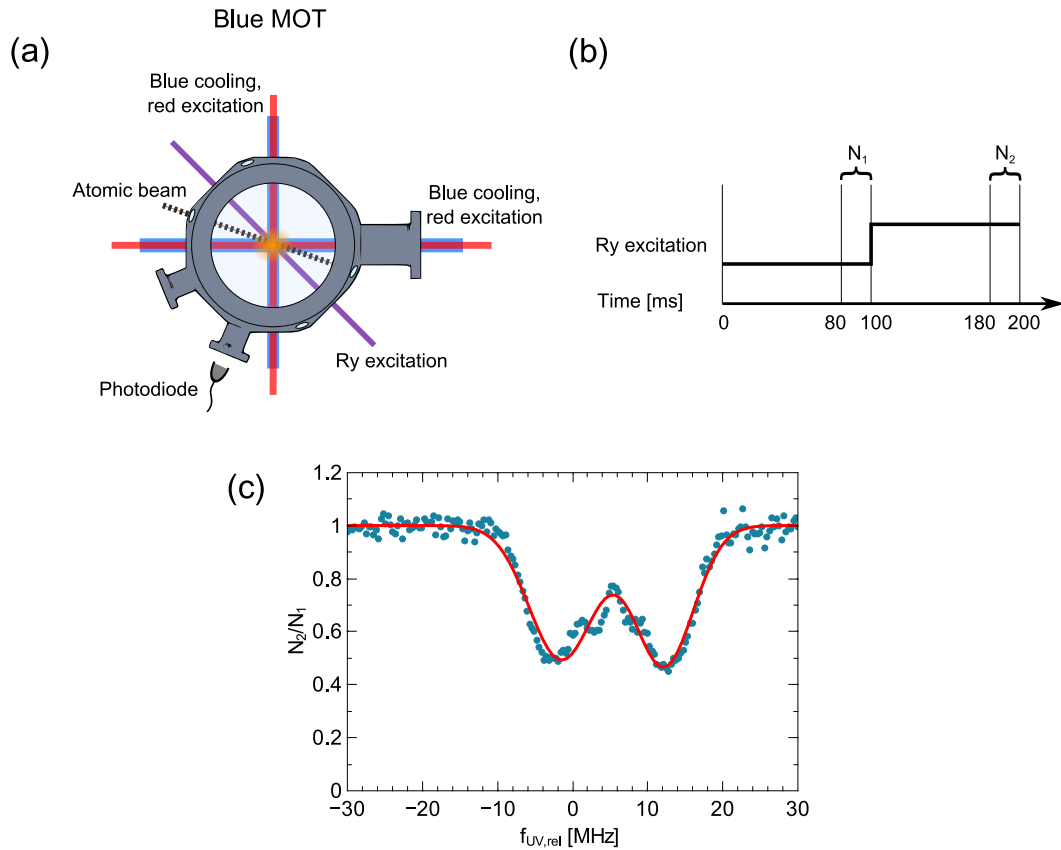 Blue MOT
(a)
Blue cooling,
red excitation
Atomic beam
Blue cooling,
red excitation
Ry excitation
Photodiode
(b)
N₁
N₂
Ry excitation
Time [ms]
0
80
100
180
200
(c)
1.2
1
0.8
0.6
0.4
0.2
0
N₂/N₁
−30
−20
−10
0
10
20
30
f_UV,rel [MHz]